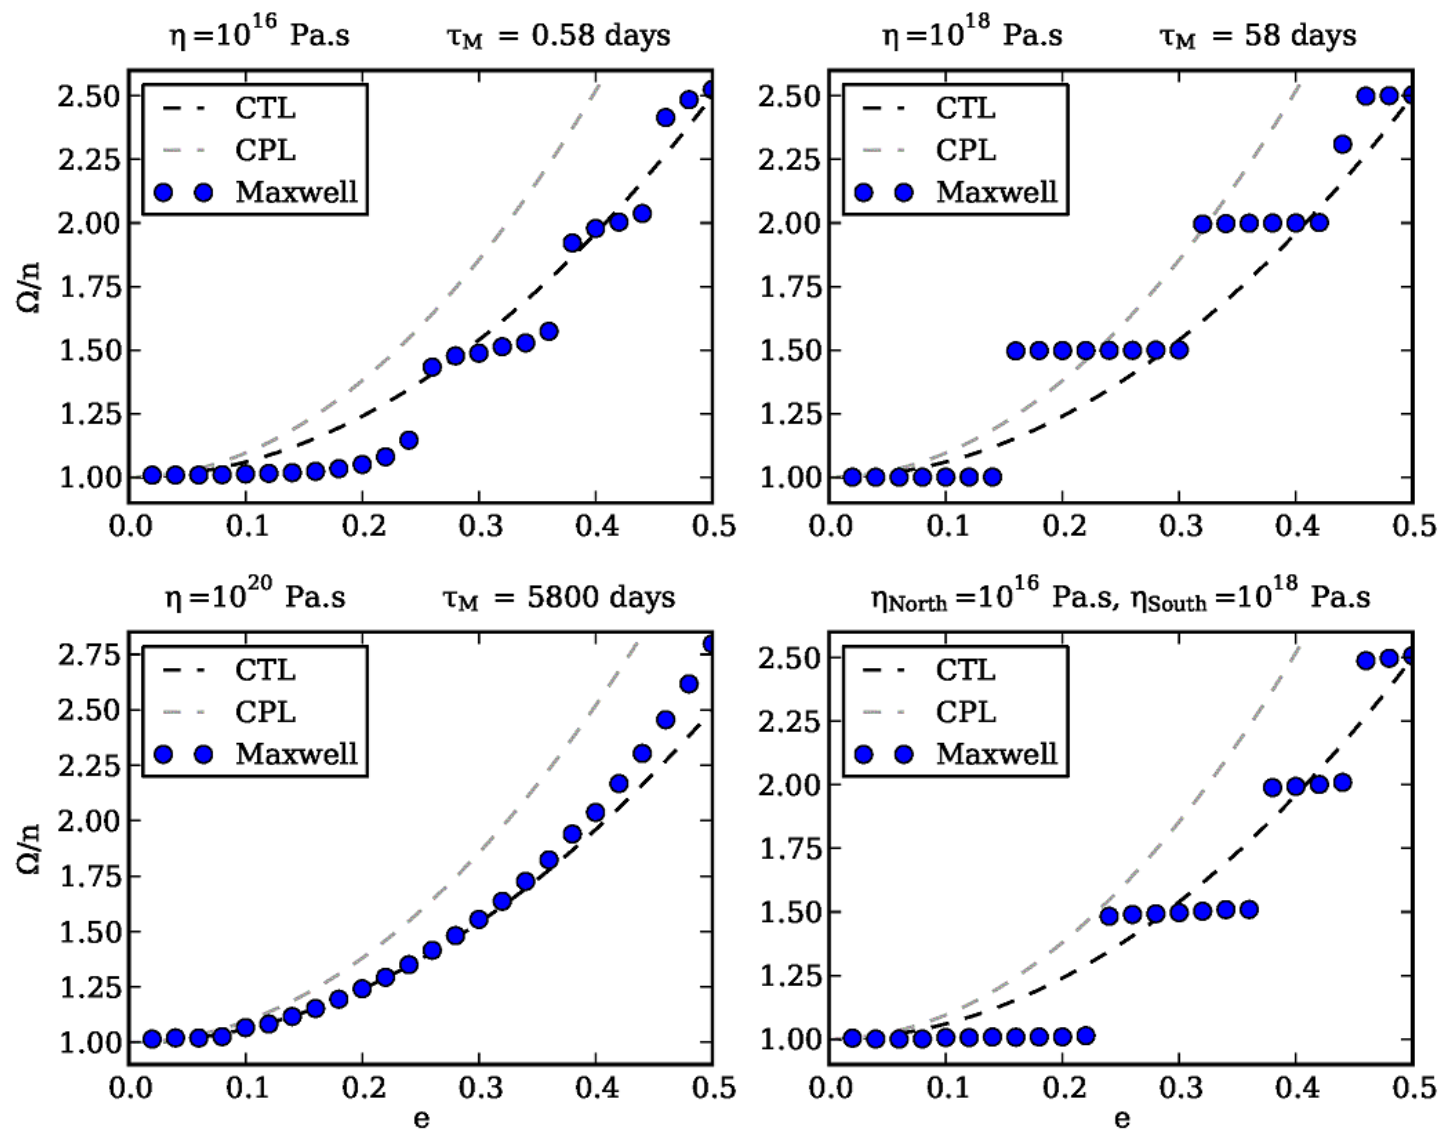 η=10^16 Pa.s τ_M = 0.58 days
2.50
2.25
2.00
1.75
1.50
1.25
1.00
Ω/n
CTL
CPL
Maxwell
0.0 0.1 0.2 0.3 0.4 0.5
η=10^18 Pa.s τ_M = 58 days
2.50
2.25
2.00
1.75
1.50
1.25
1.00
CTL
CPL
Maxwell
0.0 0.1 0.2 0.3 0.4 0.5
η=10^20 Pa.s τ_M = 5800 days
2.75
2.50
2.25
2.00
1.75
1.50
1.25
1.00
Ω/n
CTL
CPL
Maxwell
0.0 0.1 0.2 0.3 0.4 0.5
e
η_North=10^16 Pa.s, η_South=10^18 Pa.s
2.50
2.25
2.00
1.75
1.50
1.25
1.00
CTL
CPL
Maxwell
0.0 0.1 0.2 0.3 0.4 0.5
e